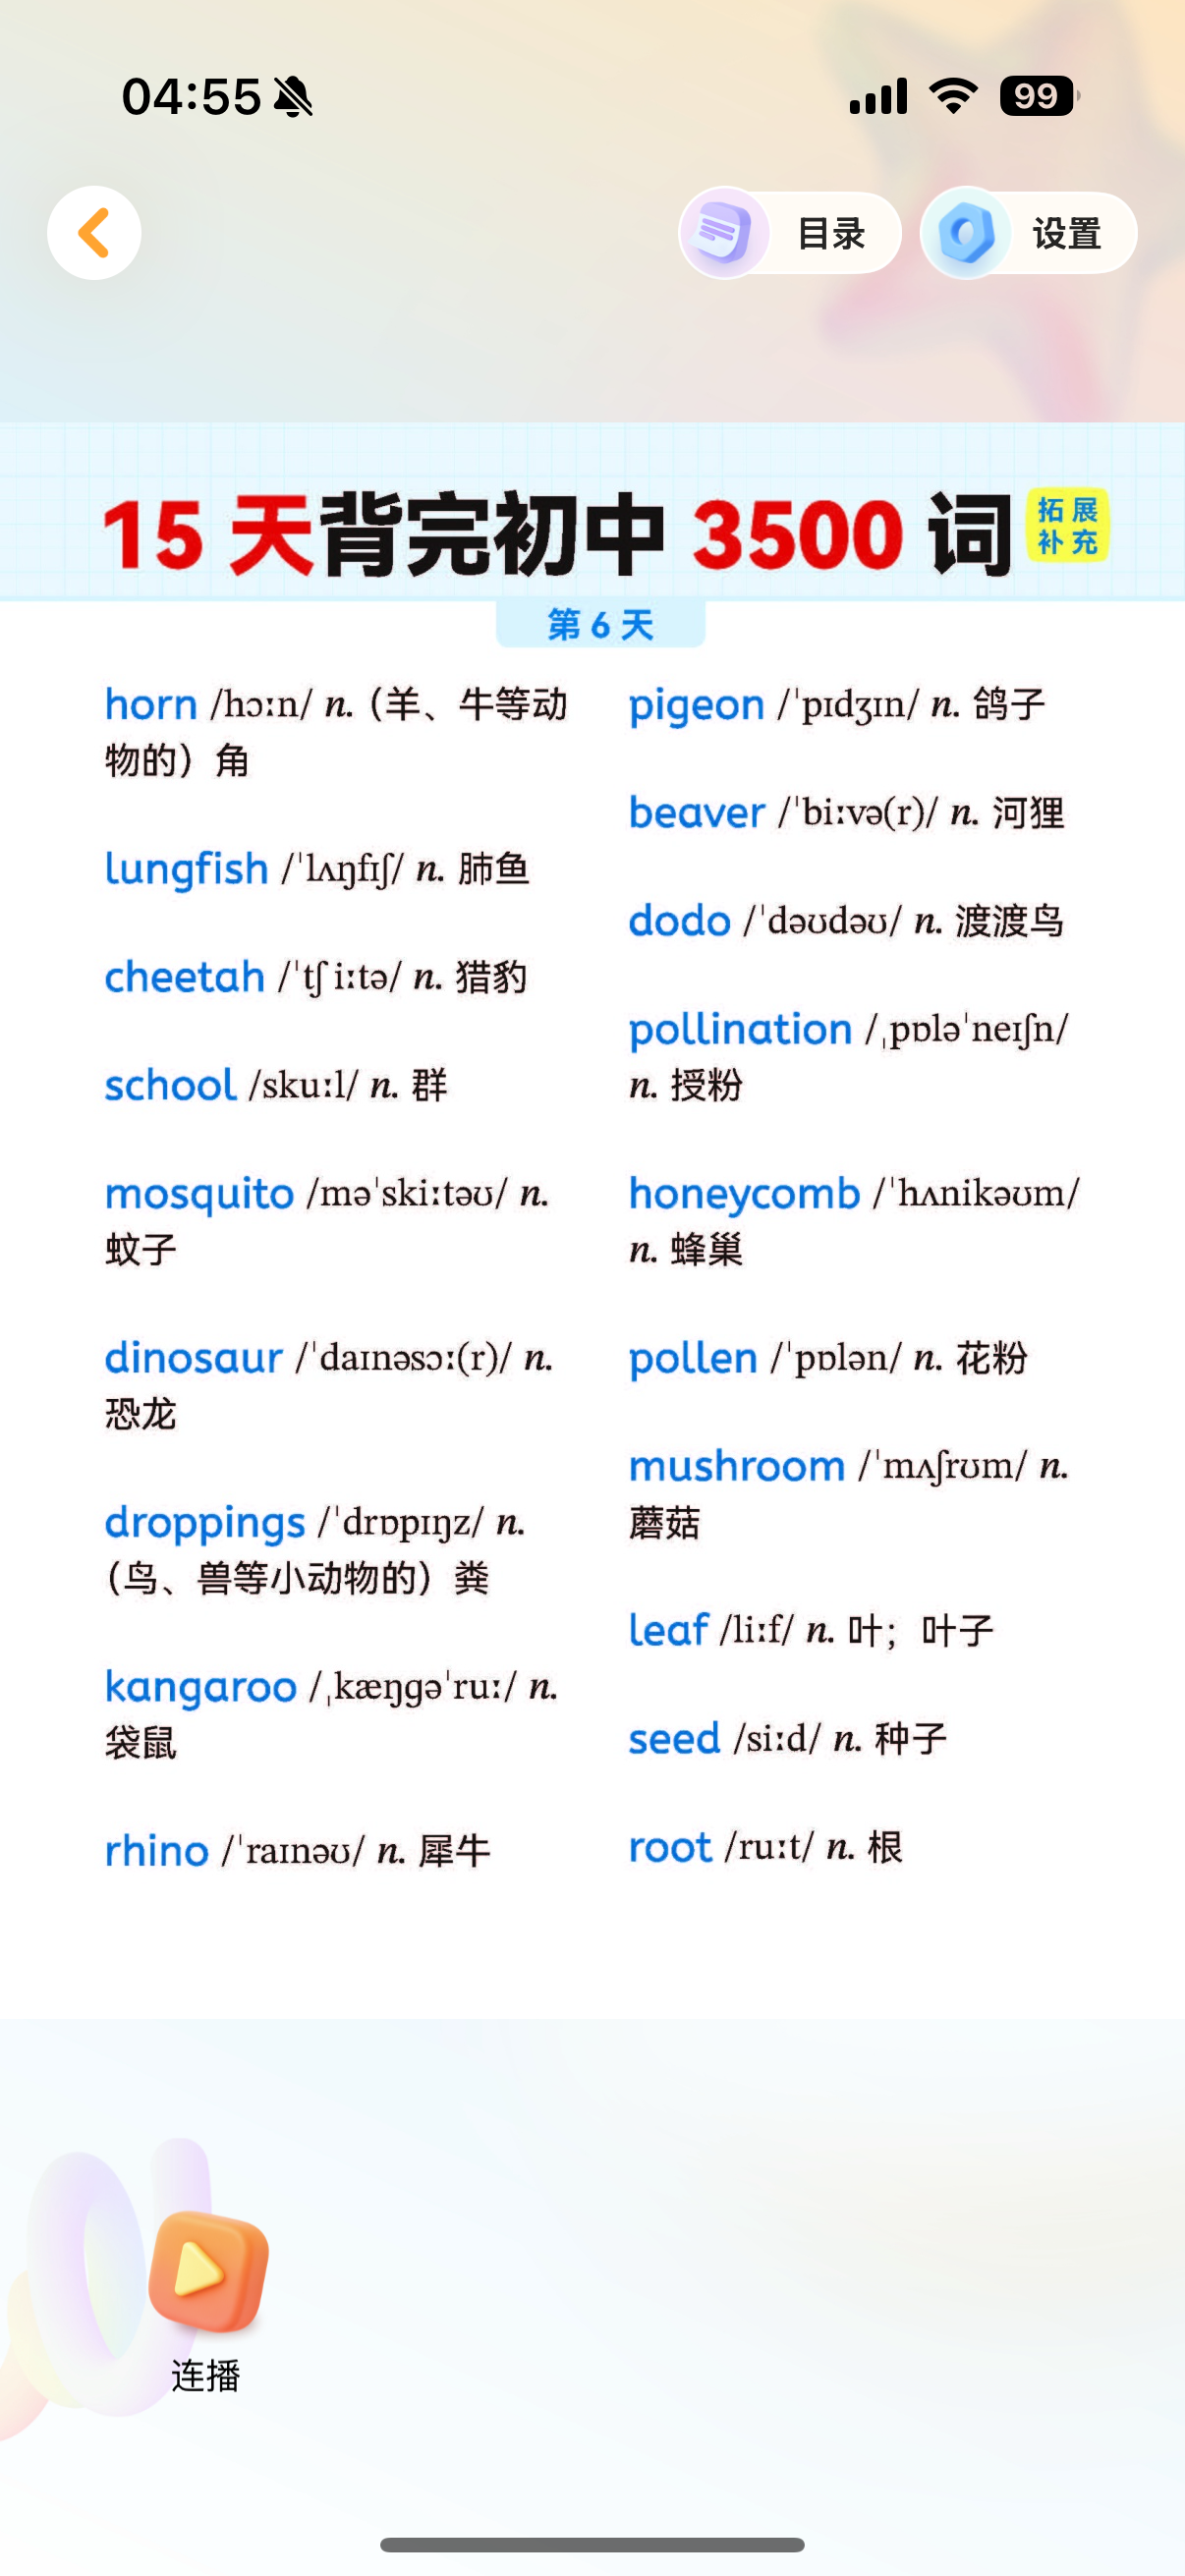 04:55
99
目录
设置
15 天背完初中 3500 词
拓展
补充
第 6 天
horn /hɔːn/ n.（羊、牛等动
物的）角
lungfish /ˈlʌŋfɪʃ/ n. 肺鱼
cheetah /ˈtʃiːtə/ n. 猎豹
school /skuːl/ n. 群
mosquito /məˈskiːtəʊ/ n.
蚊子
dinosaur /ˈdaɪnəsɔː(r)/ n.
恐龙
droppings /ˈdrɒpɪŋz/ n.
（鸟、兽等小动物的）粪
kangaroo /ˌkæŋɡəˈruː/ n.
袋鼠
rhino /ˈraɪnəʊ/ n. 犀牛
pigeon /ˈpɪdʒɪn/ n. 鸽子
beaver /ˈbiːvə(r)/ n. 河狸
dodo /ˈdəʊdəʊ/ n. 渡渡鸟
pollination /ˌpɒləˈneɪʃn/
n. 授粉
honeycomb /ˈhʌnikəʊm/
n. 蜂巢
pollen /ˈpɒlən/ n. 花粉
mushroom /ˈmʌʃrʊm/ n.
蘑菇
leaf /liːf/ n. 叶；叶子
seed /siːd/ n. 种子
root /ruːt/ n. 根
连播